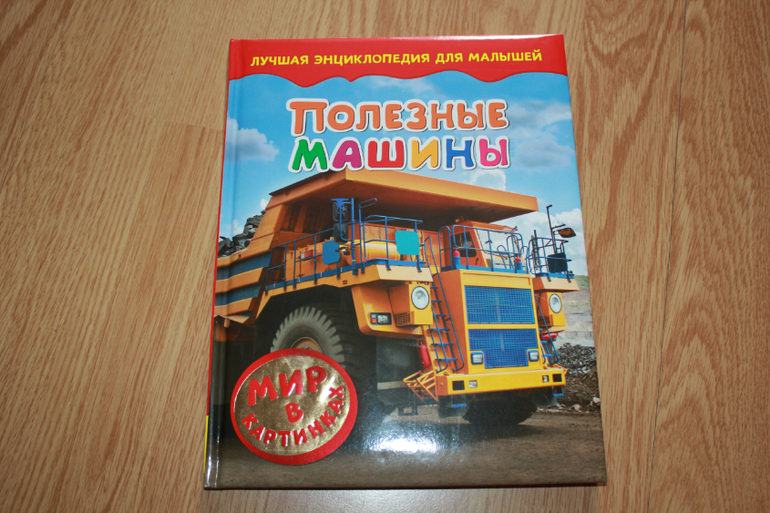 ЛУЧШАЯ ЭНЦИКЛОПЕДИЯ ДЛЯ МАЛЫШЕЙ
ПОЛЕЗНЫЕ
МАШИНЫ
МИР
В
КАРТИНКАХ